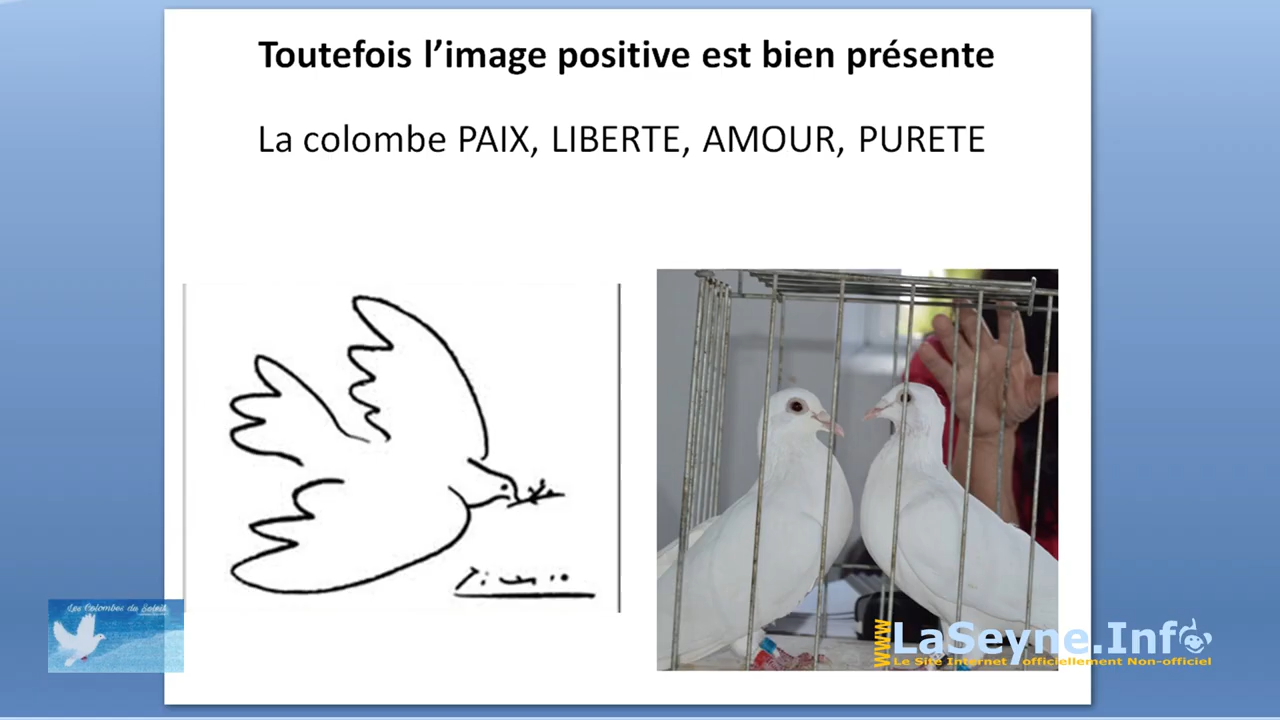 Toutefois l’image positive est bien présente
La colombe PAIX, LIBERTE, AMOUR, PURETE
Picasso
Les Colombes du Soleil
www
LaSeyne.Info
Le Site Internet officiellement Non-officiel